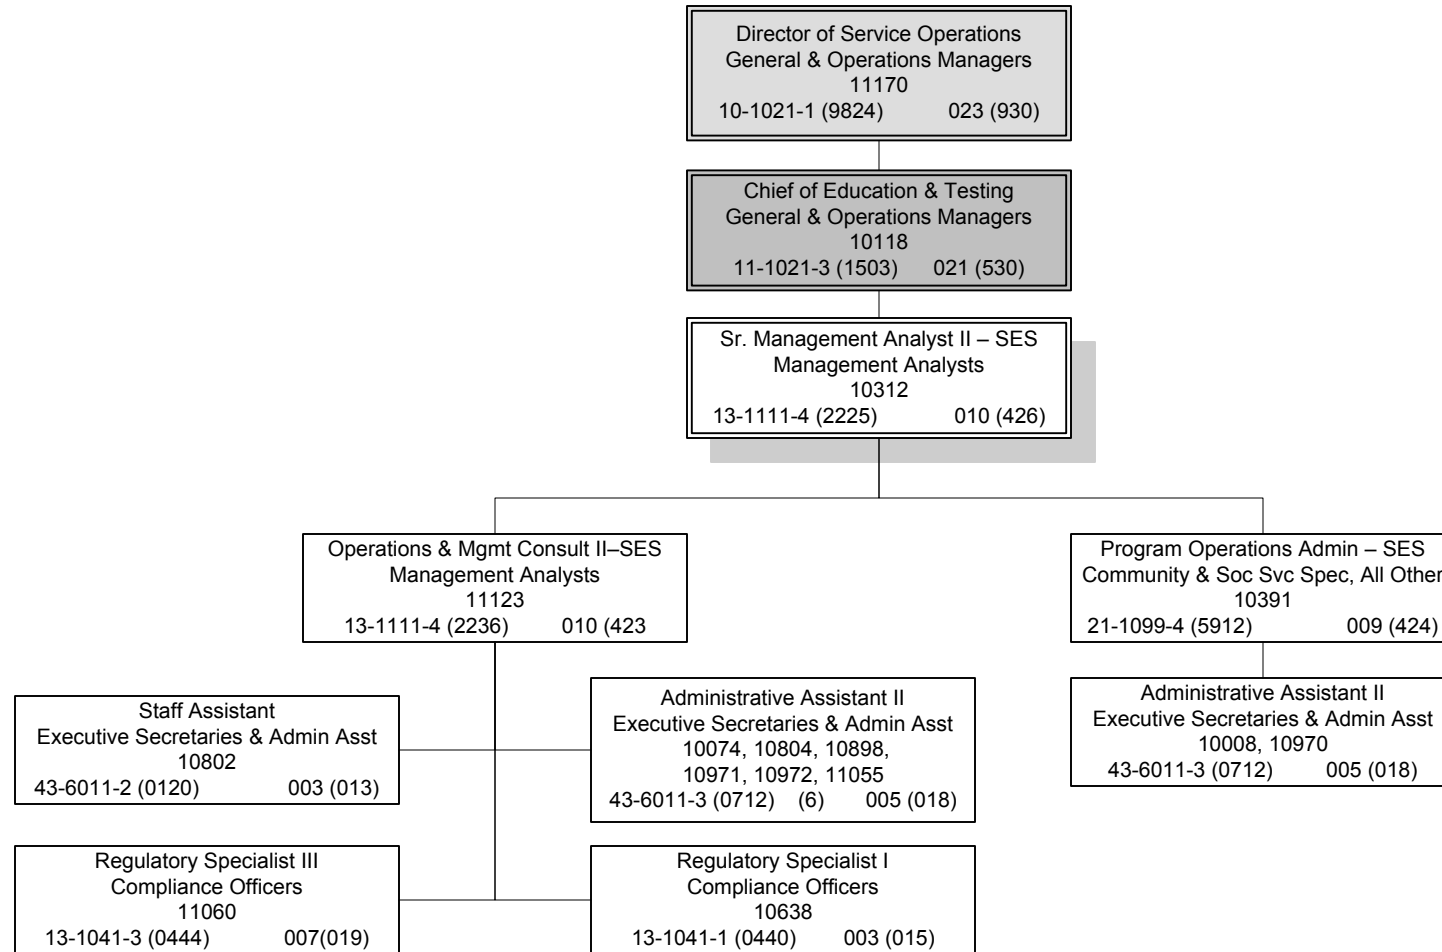 Director of Service Operations
General & Operations Managers
11170
10-1021-1 (9824) 023 (930)
Chief of Education & Testing
General & Operations Managers
10118
11-1021-3 (1503) 021 (530)
Sr. Management Analyst II – SES
Management Analysts
10312
13-1111-4 (2225) 010 (426)
Operations & Mgmt Consult II–SES
Management Analysts
11123
13-1111-4 (2236) 010 (423
Program Operations Admin – SES
Community & Soc Svc Spec, All Other
10391
21-1099-4 (5912) 009 (424)
Staff Assistant
Executive Secretaries & Admin Asst
10802
43-6011-2 (0120) 003 (013)
Administrative Assistant II
Executive Secretaries & Admin Asst
10074, 10804, 10898,
10971, 10972, 11055
43-6011-3 (0712) (6) 005 (018)
Administrative Assistant II
Executive Secretaries & Admin Asst
10008, 10970
43-6011-3 (0712) 005 (018)
Regulatory Specialist III
Compliance Officers
11060
13-1041-3 (0444) 007(019)
Regulatory Specialist I
Compliance Officers
10638
13-1041-1 (0440) 003 (015)